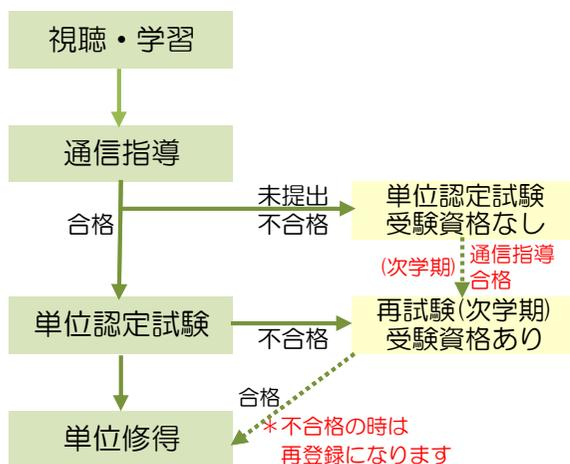 視聴・学習
通信指導
合格
未提出
不合格
単位認定試験
受験資格なし
(次学期)
通信指導
合格
単位認定試験
不合格
再試験(次学期)
受験資格あり
合格
単位修得
＊不合格の時は
再登録になります